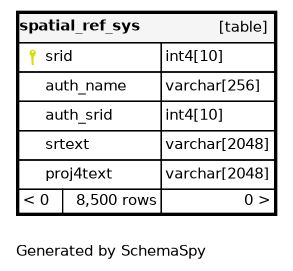 spatial_ref_sys [table]
srid int4[10]
auth_name varchar[256]
auth_srid int4[10]
srtext varchar[2048]
proj4text varchar[2048]
< 0 8,500 rows 0 >
Generated by SchemaSpy